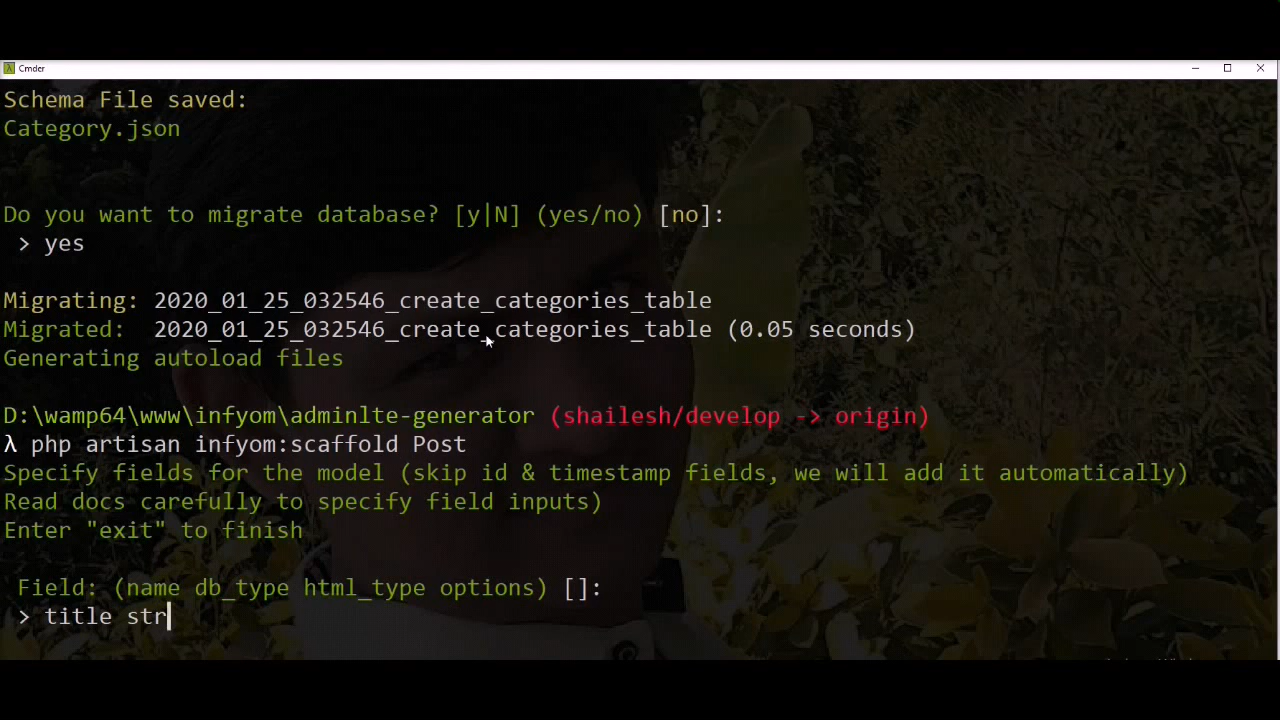 Cmder
Schema File saved:
Category.json
Do you want to migrate database? [y|N] (yes/no) [no]:
> yes
Migrating: 2020_01_25_032546_create_categories_table
Migrated:  2020_01_25_032546_create_categories_table (0.05 seconds)
Generating autoload files
D:\wamp64\www\infyom\adminlte-generator (shailesh/develop -> origin)
λ php artisan infyom:scaffold Post
Specify fields for the model (skip id & timestamp fields, we will add it automatically)
Read docs carefully to specify field inputs)
Enter "exit" to finish
Field: (name db_type html_type options) []:
> title str